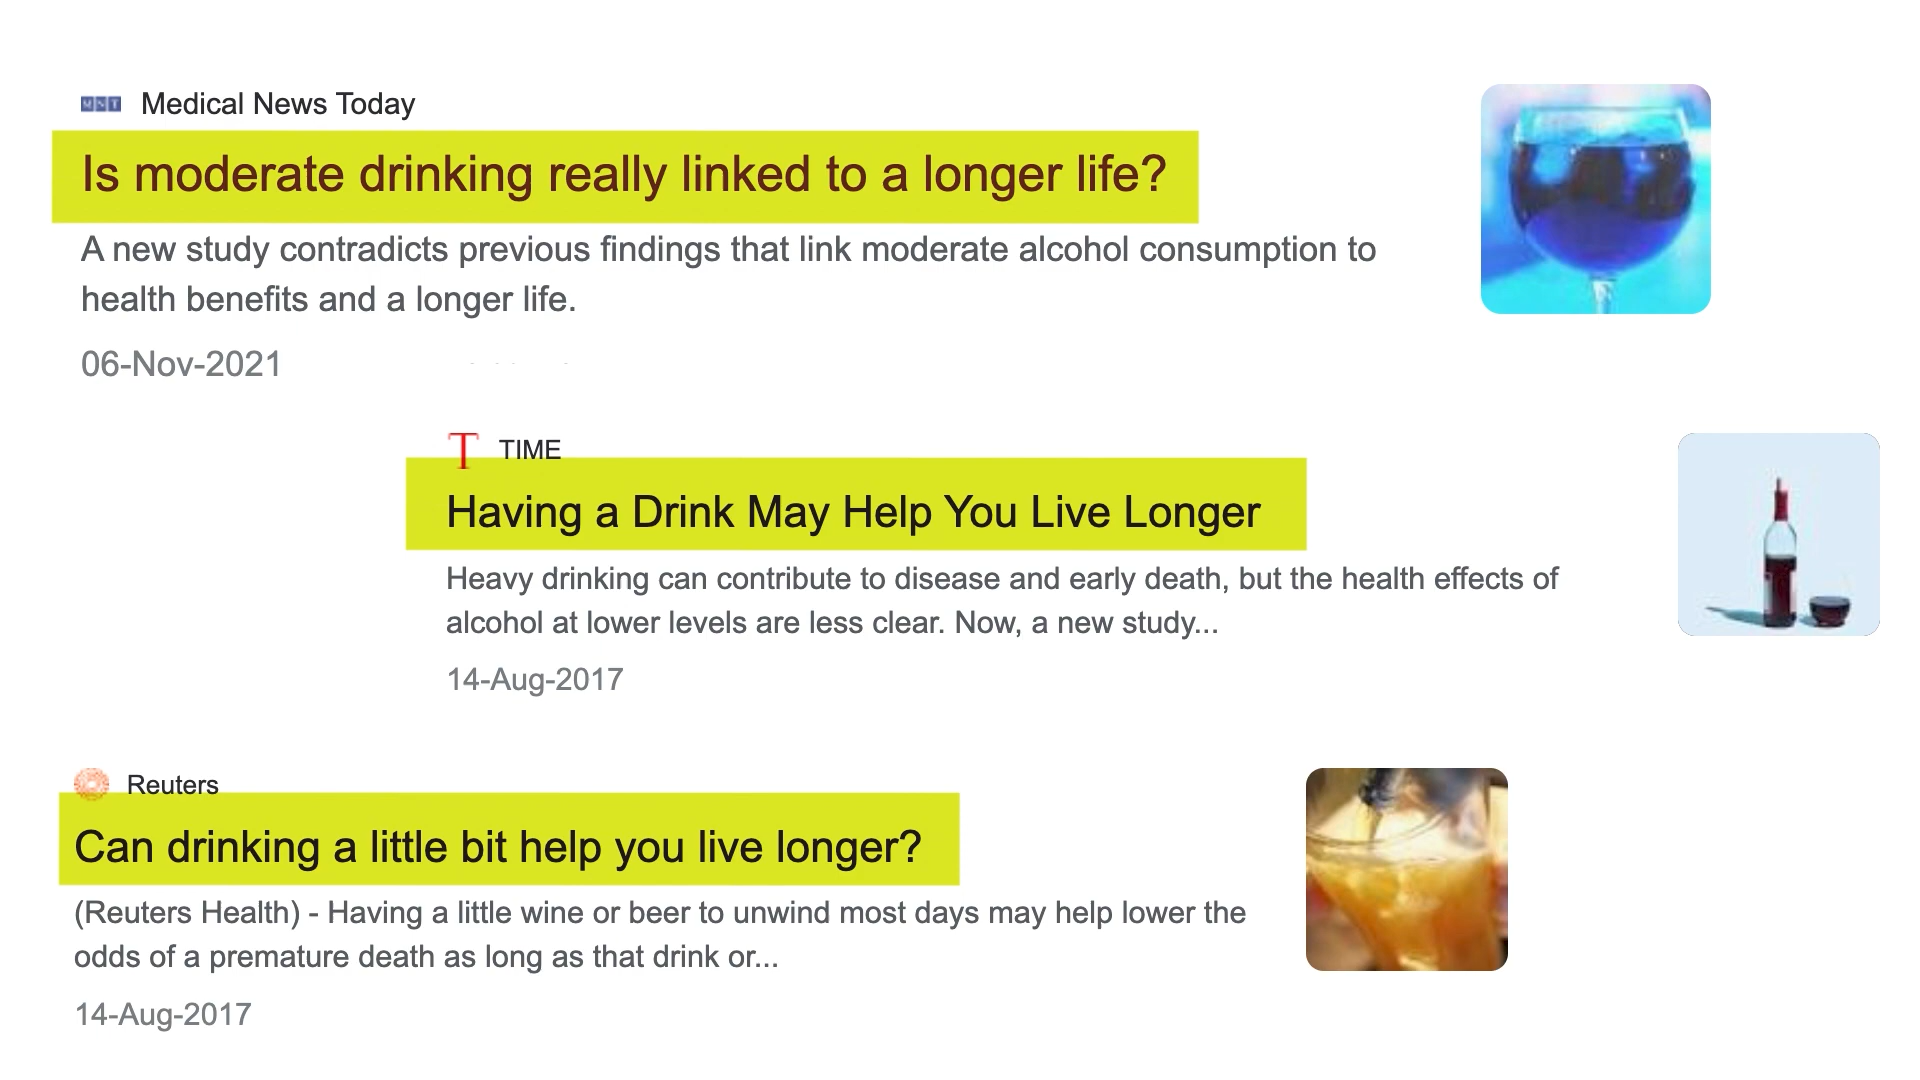 MNT Medical News Today
Is moderate drinking really linked to a longer life?
A new study contradicts previous findings that link moderate alcohol consumption to
health benefits and a longer life.
06-Nov-2021
T TIME
Having a Drink May Help You Live Longer
Heavy drinking can contribute to disease and early death, but the health effects of
alcohol at lower levels are less clear. Now, a new study...
14-Aug-2017
Reuters
Can drinking a little bit help you live longer?
(Reuters Health) - Having a little wine or beer to unwind most days may help lower the
odds of a premature death as long as that drink or...
14-Aug-2017